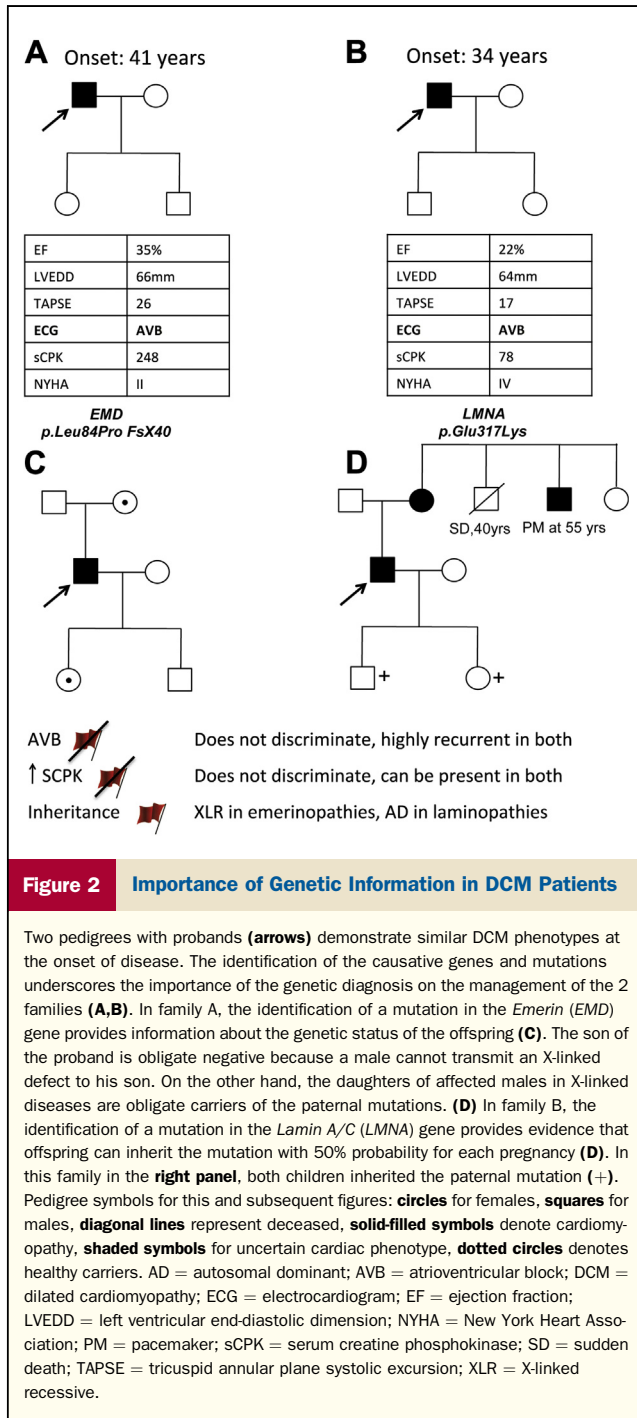 A Onset: 41 years
B Onset: 34 years
EF 35%
LVEDD 66mm
TAPSE 26
ECG AVB
sCPK 248
NYHA II
EF 22%
LVEDD 64mm
TAPSE 17
ECG AVB
sCPK 78
NYHA IV
EMD
p.Leu84Pro FsX40
LMNA
p.Glu317Lys
C
D
SD,40yrs PM at 55 yrs
+ +
AVB Does not discriminate, highly recurrent in both
↑ SCPK Does not discriminate, can be present in both
Inheritance XLR in emerinopathies, AD in laminopathies
Figure 2 Importance of Genetic Information in DCM Patients
Two pedigrees with probands (arrows) demonstrate similar DCM phenotypes at
the onset of disease. The identification of the causative genes and mutations
underscores the importance of the genetic diagnosis on the management of the 2
families (A,B). In family A, the identification of a mutation in the Emerin (EMD)
gene provides information about the genetic status of the offspring (C). The son of
the proband is obligate negative because a male cannot transmit an X-linked
defect to his son. On the other hand, the daughters of affected males in X-linked
diseases are obligate carriers of the paternal mutations. (D) In family B, the
identification of a mutation in the Lamin A/C (LMNA) gene provides evidence that
offspring can inherit the mutation with 50% probability for each pregnancy (D). In
this family in the right panel, both children inherited the paternal mutation (+).
Pedigree symbols for this and subsequent figures: circles for females, squares for
males, diagonal lines represent deceased, solid-filled symbols denote cardiomy-
opathy, shaded symbols for uncertain cardiac phenotype, dotted circles denotes
healthy carriers. AD = autosomal dominant; AVB = atrioventricular block; DCM =
dilated cardiomyopathy; ECG = electrocardiogram; EF = ejection fraction;
LVEDD = left ventricular end-diastolic dimension; NYHA = New York Heart Asso-
ciation; PM = pacemaker; sCPK = serum creatine phosphokinase; SD = sudden
death; TAPSE = tricuspid annular plane systolic excursion; XLR = X-linked
recessive.